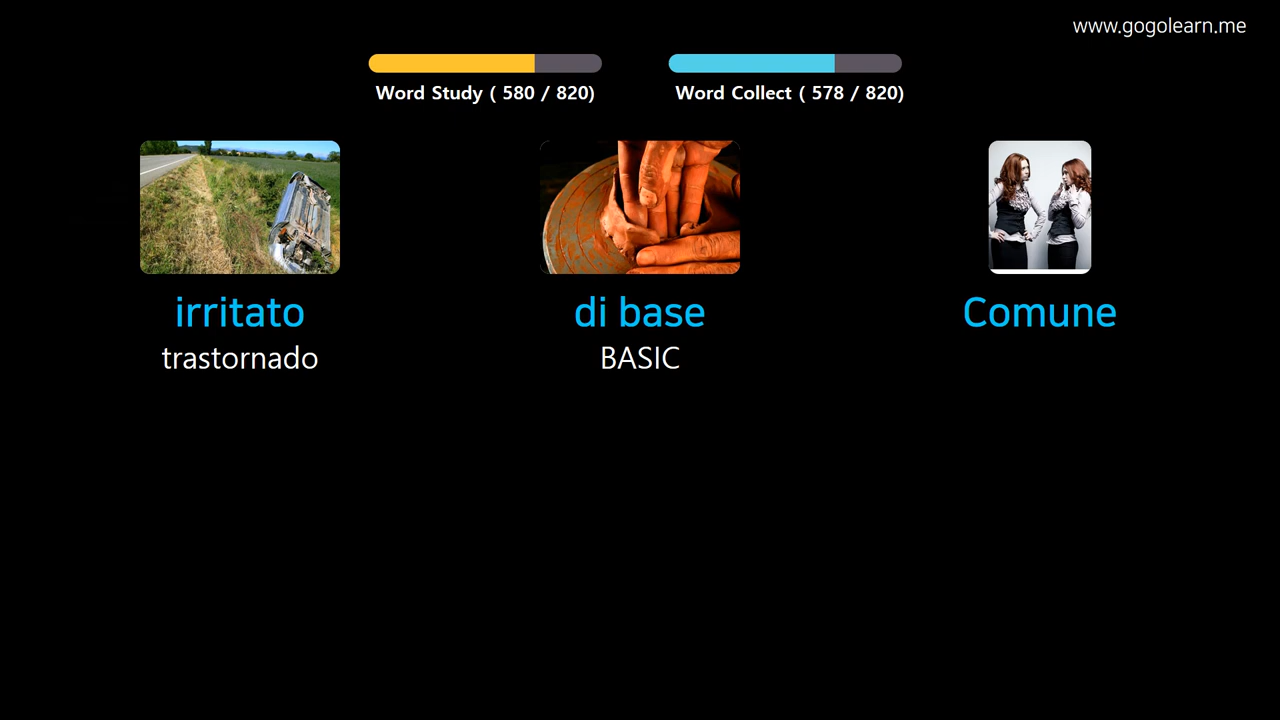 www.gogolearn.me
Word Study ( 580 / 820)
Word Collect ( 578 / 820)
irritato
trastornado
di base
BASIC
Comune